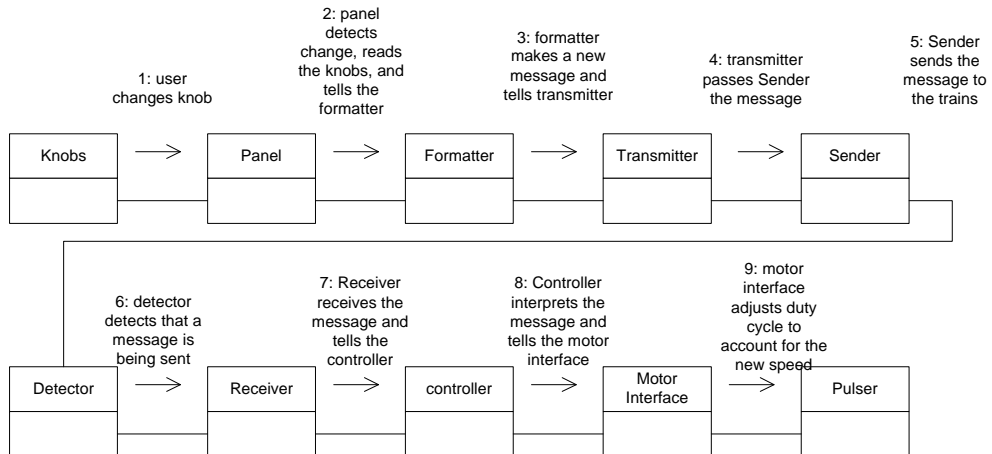 1: user
changes knob
2: panel
detects
change, reads
the knobs, and
tells the
formatter
3: formatter
makes a new
message and
tells transmitter
4: transmitter
passes Sender
the message
5: Sender
sends the
message to
the trains
Knobs
Panel
Formatter
Transmitter
Sender
6: detector
detects that a
message is
being sent
7: Receiver
receives the
message and
tells the
controller
8: Controller
interprets the
message and
tells the motor
interface
9: motor
interface
adjusts duty
cycle to
account for the
new speed
Detector
Receiver
controller
Motor
Interface
Pulser